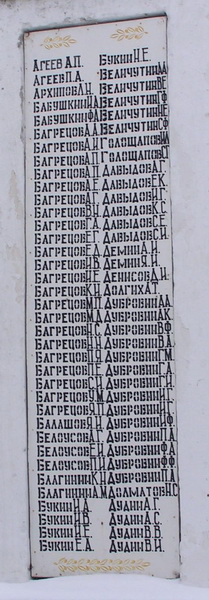 Агеев А.П. Букин И.Е.
Агеев П.А. Величутин
Архипов А.И. Величутин
Бабушкин Величутин
Бабушкин Величутин
Багрецов А.А. Величутин
Багрецов А.И. Голощапов
Багрецов А.П. Голощапов
Багрецов А.П. Давыдов А.Г.
Багрецов Давыдов Е.К.
Багрецов Давыдов И.Г.
Багрецов В.И. Давыдов К.С.
Багрецов Г.А. Давыдов С.Е.
Багрецов Е.Г. Давыдов С.И.
Багрецов Е.А. Демин А.И.
Багрецов И.В. Демин Я.И.
Багрецов И.Е. Денисов А.И.
Багрецов К.И. Долгих А.Т.
Багрецов М.П. Дубровин А.А.
Багрецов М.Д. Дубровин А.К.
Багрецов Н.С. Дубровин В.Ф.
Багрецов Н.Я. Дубровин В.А.
Багрецов Н.Я. Дубровин Г.М.
Багрецов П.Е. Дубровин Г.А.
Багрецов С.И. Дубровин Г.И.
Багрецов У.М. Дубровин И.Г.
Багрецов Я.П. Дубровин И.Г.
Балашов Я.И. Дубровин Н.Ф.
Белоусов А.Г. Дубровин П.А.
Белоусов Е.И. Дубровин Ф.А.
Белоусов П.И. Дубровин Ф.Ф.
Благинин К.И. Дубровин П.А.
Благинин А.М. Долматов Н.С.
Букин И.А. Дудин А.Г.
Букин Н.В. Дудин А.С.
Букин И.Е. Дудин В.В.
Букин Е.А. Дудин В.И.